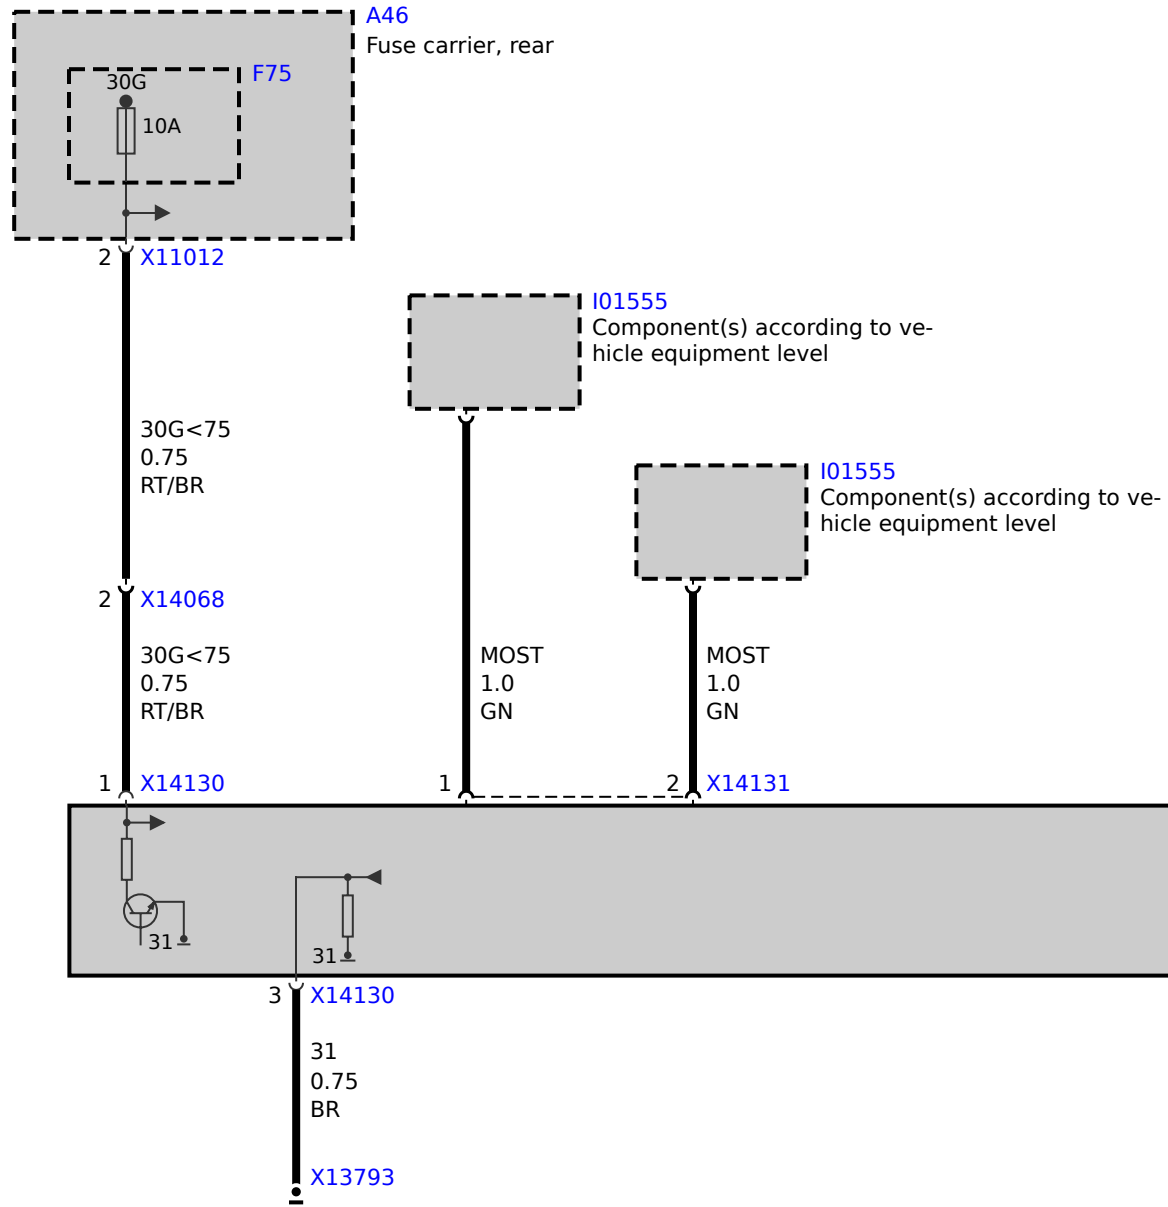 A46
Fuse carrier, rear
F75
30G
10A
2 X11012
I01555
Component(s) according to ve-
hicle equipment level
30G<75
0.75
RT/BR
I01555
Component(s) according to ve-
hicle equipment level
2 X14068
30G<75
0.75
RT/BR
MOST
1.0
GN
MOST
1.0
GN
1 X14130
1
2 X14131
31
31
3 X14130
31
0.75
BR
X13793